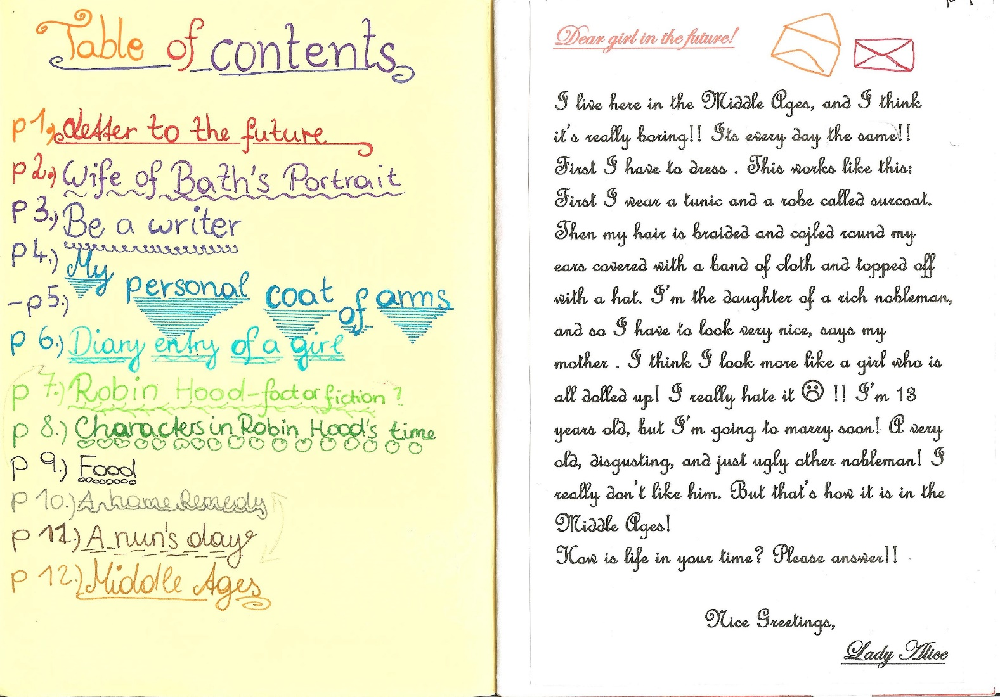 Table of contents
p 1.) Letter to the future
p 2.) Wife of Bath's Portrait
p 3.) Be a writer
p 4.) My personal coat of arms
-p 5.)
p 6.) Diary entry of a girl
p 7.) Robin Hood-fact or fiction?
p 8.) Characters in Robin Hood's time
p 9.) Food
p 10.) A home Remedy
p 11.) A nun's day
p 12.) Middle Ages
Dear girl in the future!
I live here in the Middle Ages, and I think
it's really boring!! Its every day the same!!
First I have to dress . This works like this:
First I wear a tunic and a robe called surcoat.
Then my hair is braided and cojled round my
ears covered with a band of cloth and topped off
with a hat. I'm the daughter of a rich nobleman,
and so I have to look very nice, says my
mother . I think I look more like a girl who is
all dolled up! I really hate it ☹ !! I'm 13
years old, but I'm going to marry soon! A very
old, disgusting, and just ugly other nobleman! I
really don't like him. But that's how it is in the
Middle Ages!
How is life in your time? Please answer!!
Nice Greetings,
Lady Alice